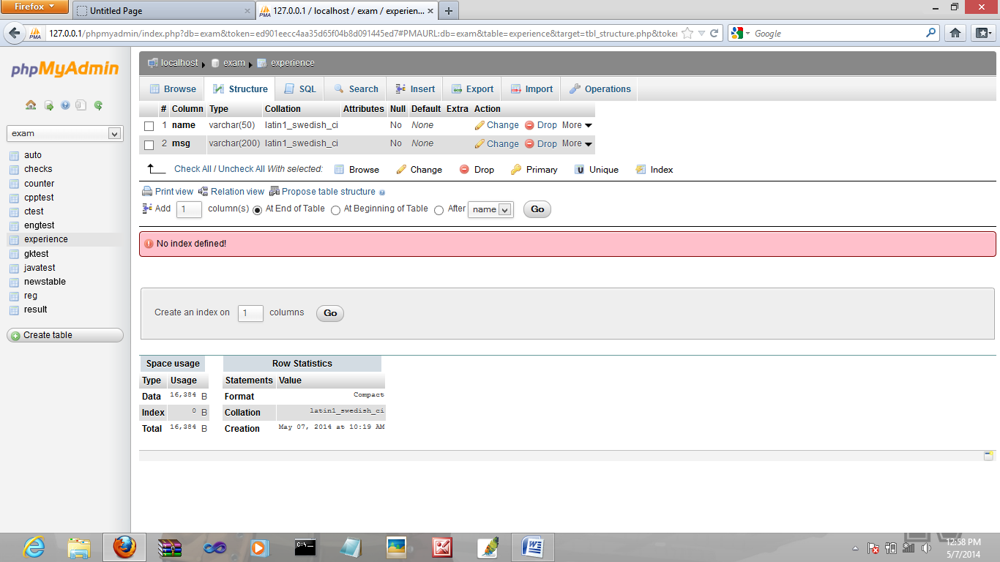 Firefox
Untitled Page
127.0.0.1 / localhost / exam / experien...
127.0.0.1/phpmyadmin/index.php?db=exam&token=ed901eecc4aa35d65f04b8d091445ed7#PMAURL:db=exam&table=experience&target=tbl_structure.php&token
Google
phpMyAdmin
localhost exam experience
Browse Structure SQL Search Insert Export Import Operations
exam
auto
checks
counter
cpptest
ctest
engtest
experience
gktest
javatest
newstable
reg
result
Create table
# Column Type Collation Attributes Null Default Extra Action
1 name varchar(50) latin1_swedish_ci No None Change Drop More
2 msg varchar(200) latin1_swedish_ci No None Change Drop More
Check All / Uncheck All With selected: Browse Change Drop Primary Unique Index
Print view Relation view Propose table structure
Add 1 column(s) At End of Table At Beginning of Table After name Go
No index defined!
Create an index on 1 columns Go
Space usage
Type Usage
Data 16,384 B
Index 0 B
Total 16,384 B
Row Statistics
Statements Value
Format Compact
Collation latin1_swedish_ci
Creation May 07, 2014 at 10:19 AM
12:58 PM
5/7/2014